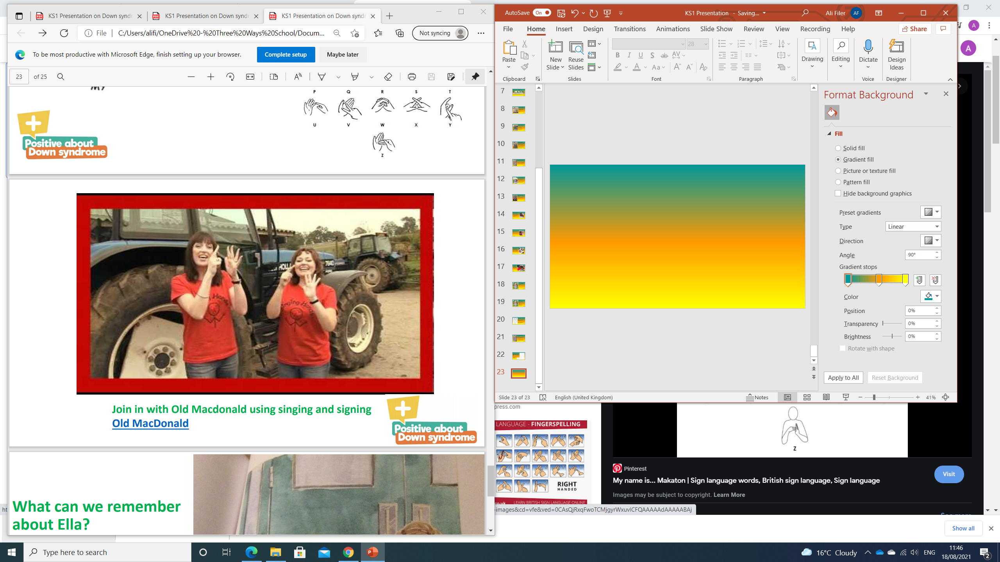 KS1 Presentation on Down syndr
KS1 Presentation on Down syndr
KS1 Presentation on Down syndr
File
C:/Users/alifi/OneDrive%20-%20Three%20Ways%20School/Docum...
Not syncing
To be most productive with Microsoft Edge, finish setting up your browser.
Complete setup
Maybe later
23 of 25
P Q R S T
U V W X Y
Z
Positive about
Down syndrome
HOLL
7840
Singing Hands
Join in with Old Macdonald using singing and signing
Old MacDonald
Positive about
Down syndrome
What can we remember
about Ella?
AutoSave On
KS1 Presentation - Saving...
Ali Filer AF
File Home Insert Design Transitions Animations Slide Show Review View Recording Help
Share
Paste
New
Slide
Reuse
Slides
28
Drawing
Editing
Dictate
Design
Ideas
Clipboard Slides Font Paragraph Voice Designer
7
8
9
10
11
12
13
14
15
16
17
18
19
20
21
22
23
Format Background
Fill
Solid fill
Gradient fill
Picture or texture fill
Pattern fill
Hide background graphics
Preset gradients
Type Linear
Direction
Angle 90°
Gradient stops
Color
Position 0%
Transparency 0%
Brightness 0%
Rotate with shape
Apply to All
Reset Background
Slide 23 of 23
English (United Kingdom)
Notes
41%
A
A
press.com
LANGUAGE - FINGERSPELLING
RIGHT
HANDED
co.uk LEARN BRITISH SIGN LANGUAGE ONLINE
=images&cd=vfe&ved=0CAsQjRxqFwoTCMjgyrWxuvICFQAAAAAdAAAAABAj
Z
Pinterest
My name is... Makaton | Sign language words, British sign language, Sign language
Visit
Images may be subject to copyright. Learn More
See more
Show all
Type here to search
16°C Cloudy
ENG
11:46
18/08/2021
2